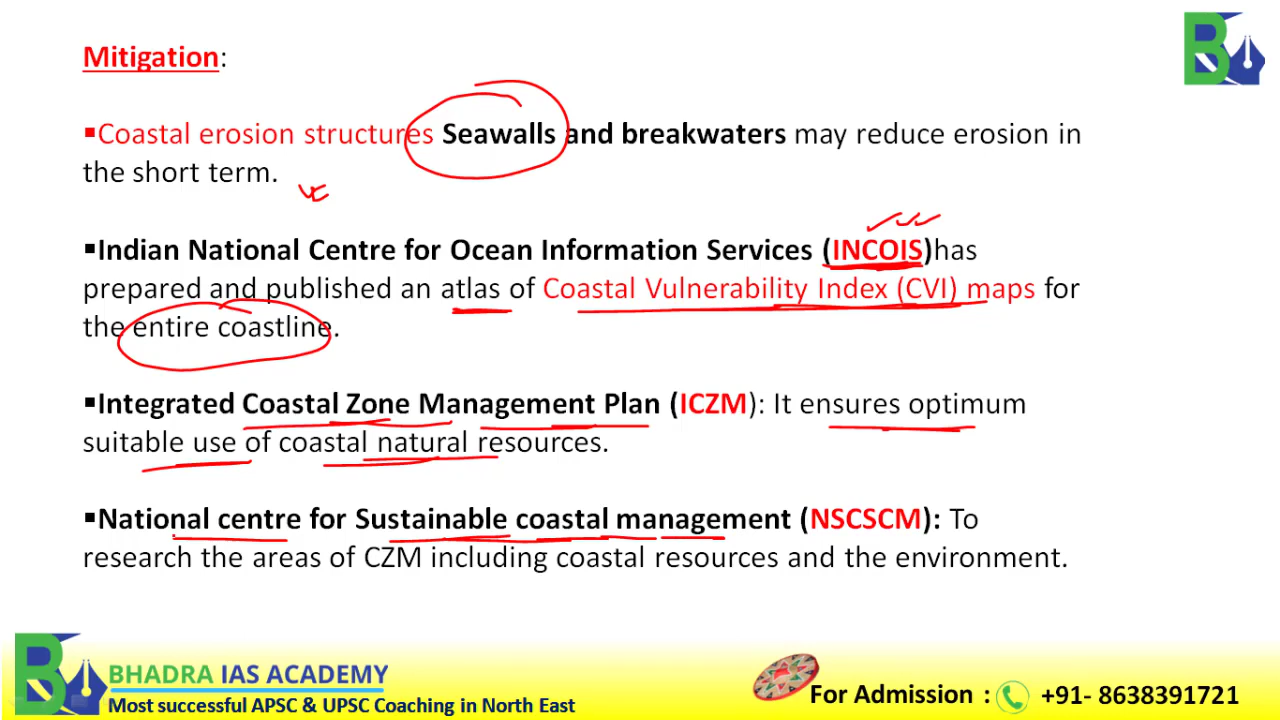 Mitigation:
▪Coastal erosion structures Seawalls and breakwaters may reduce erosion in
the short term.
▪Indian National Centre for Ocean Information Services (INCOIS)has
prepared and published an atlas of Coastal Vulnerability Index (CVI) maps for
the entire coastline.
▪Integrated Coastal Zone Management Plan (ICZM): It ensures optimum
suitable use of coastal natural resources.
▪National centre for Sustainable coastal management (NSCSCM): To
research the areas of CZM including coastal resources and the environment.
BHADRA IAS ACADEMY
Most successful APSC & UPSC Coaching in North East
For Admission : +91- 8638391721